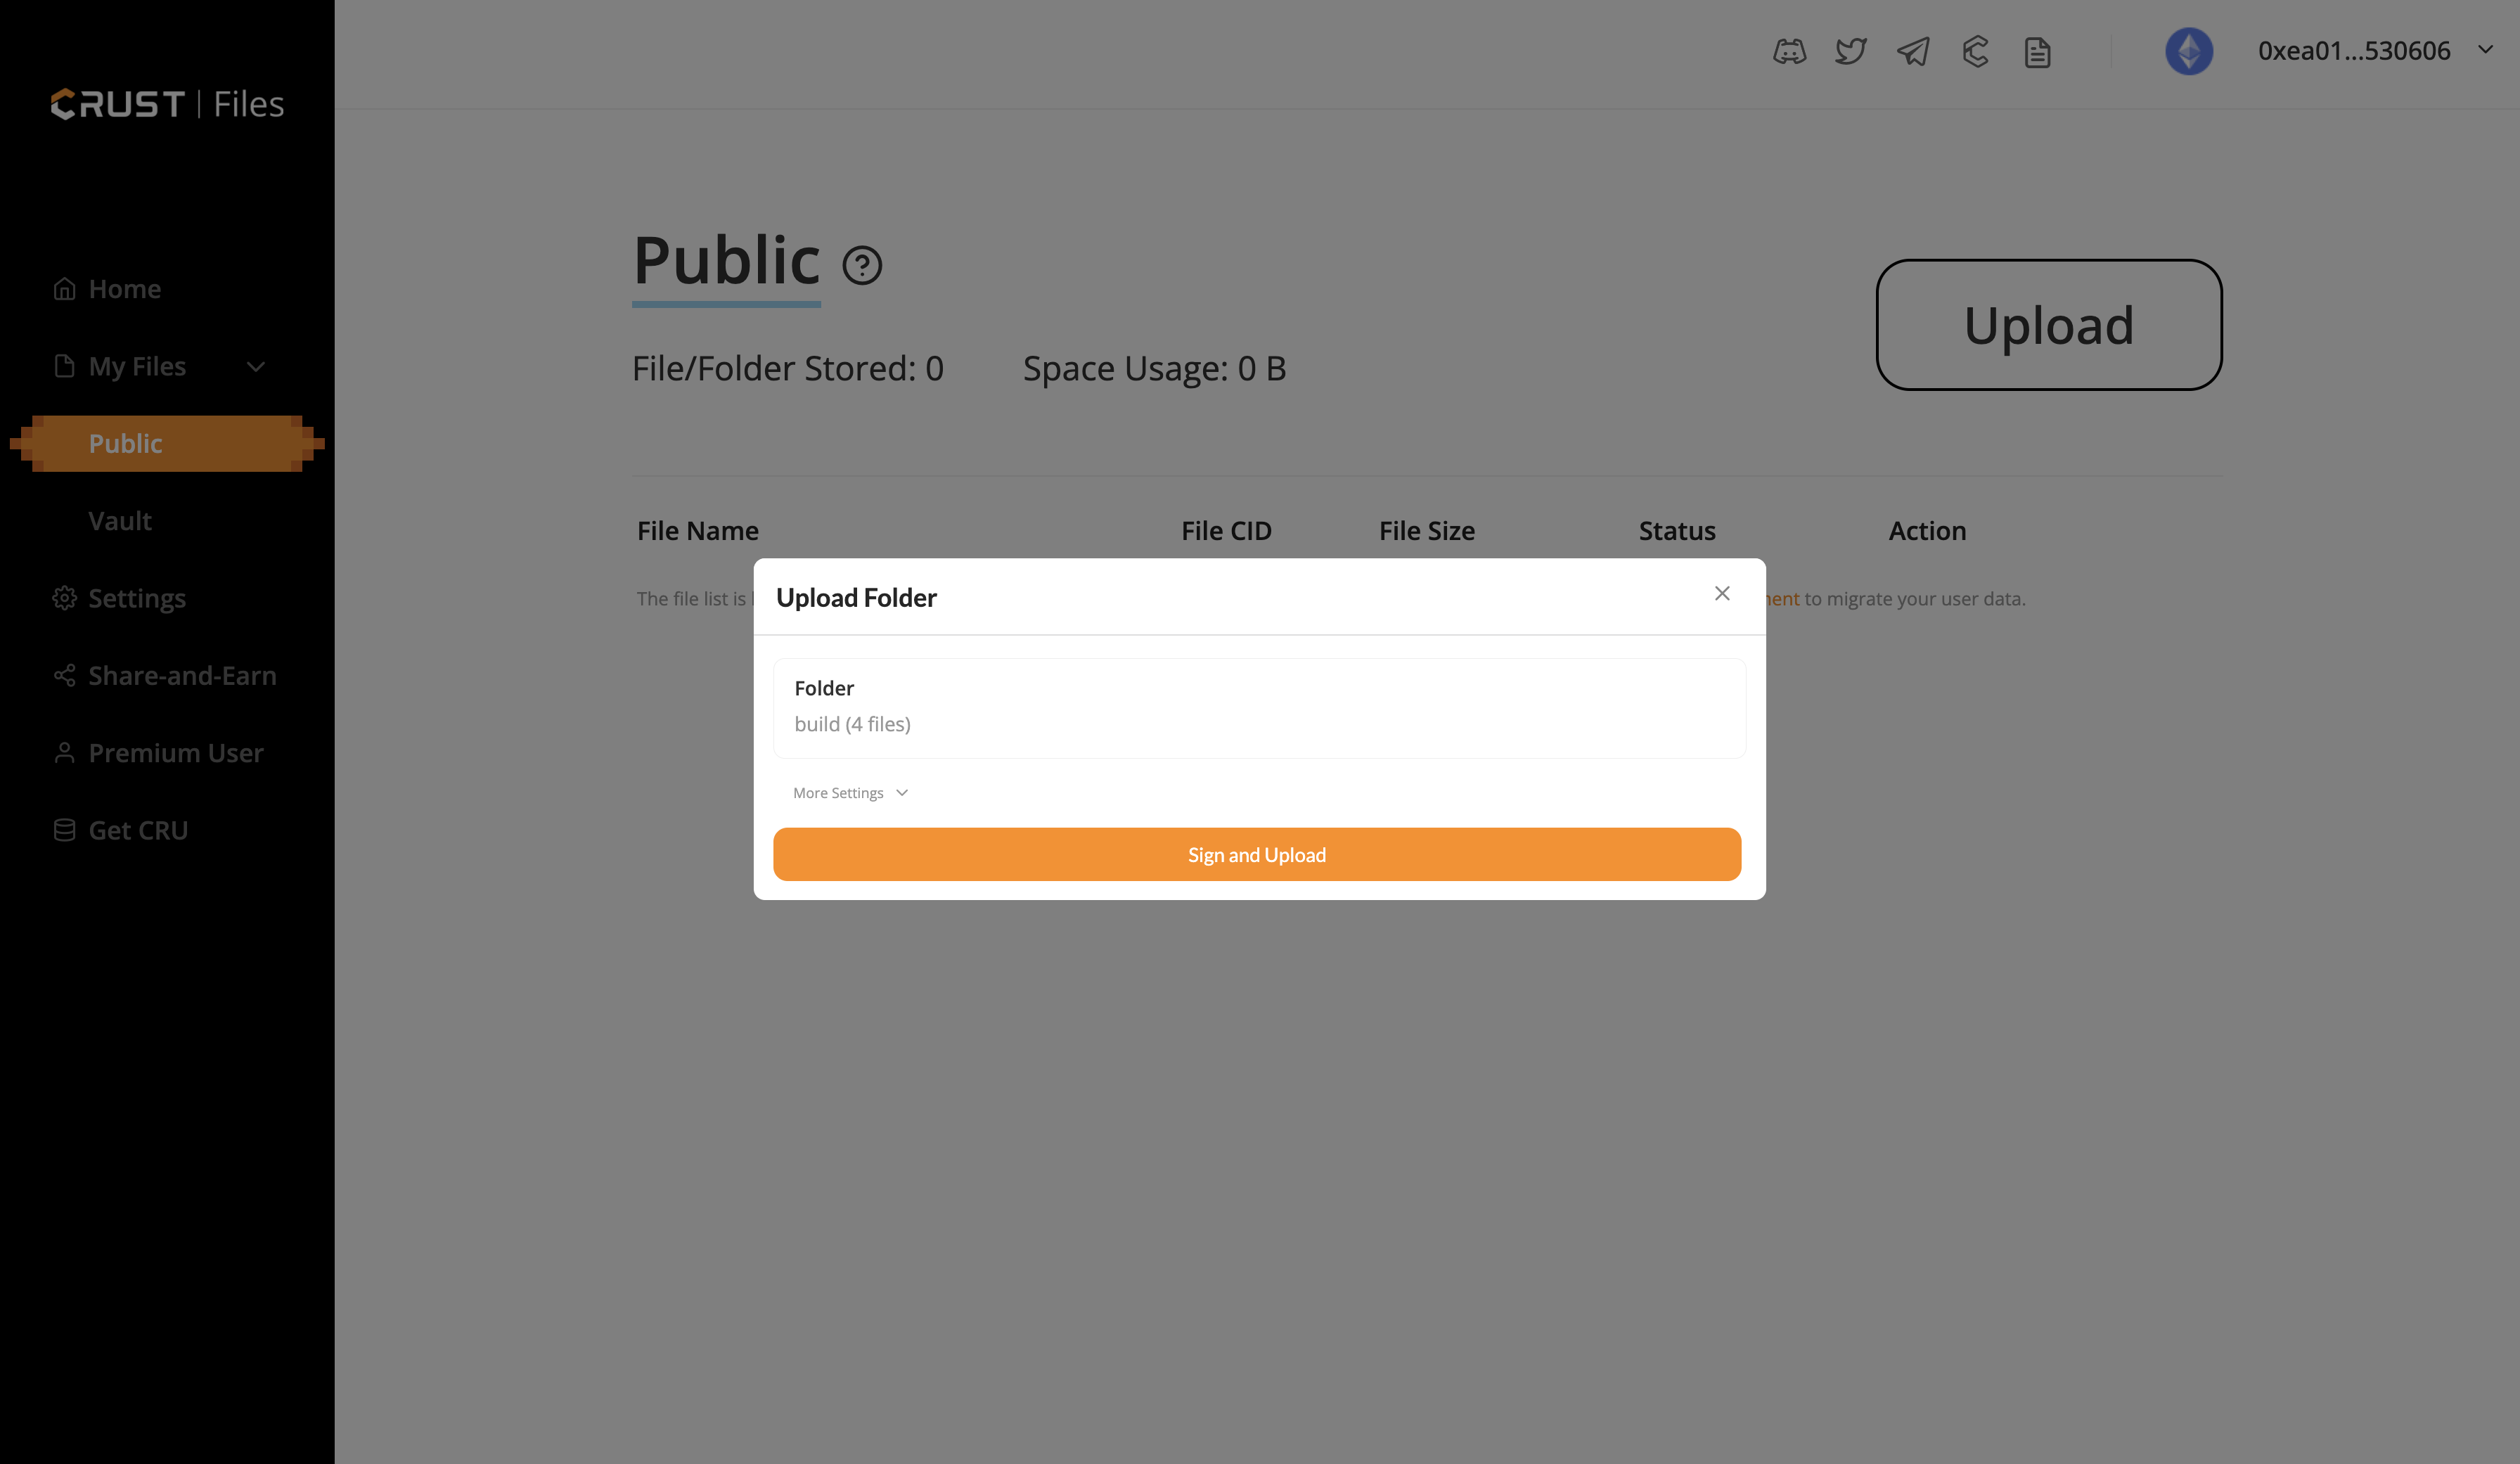 CRUST | Files
0xea01...530606
Home
My Files
Public
Vault
Settings
Share-and-Earn
Premium User
Get CRU
Public
Upload
File/Folder Stored: 0 Space Usage: 0 B
File Name File CID File Size Status Action
The file list is to migrate your user data.
Upload Folder
Folder
build (4 files)
More Settings
Sign and Upload